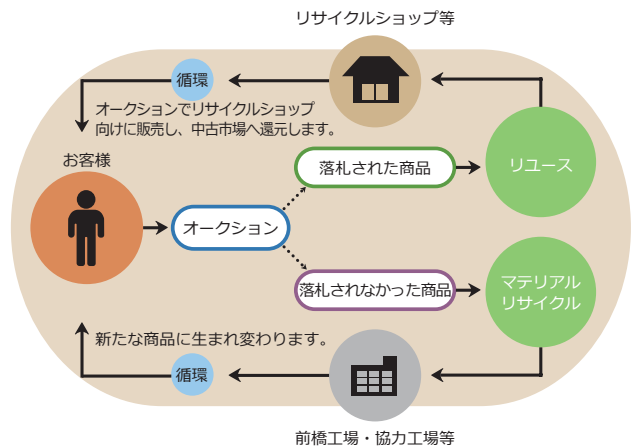 リサイクルショップ等
循環
オークションでリサイクルショップ
向けに販売し、中古市場へ還元します。
お客様
落札された商品
リユース
オークション
落札されなかった商品
マテリアル
リサイクル
新たな商品に生まれ変わります。
循環
前橋工場・協力工場等